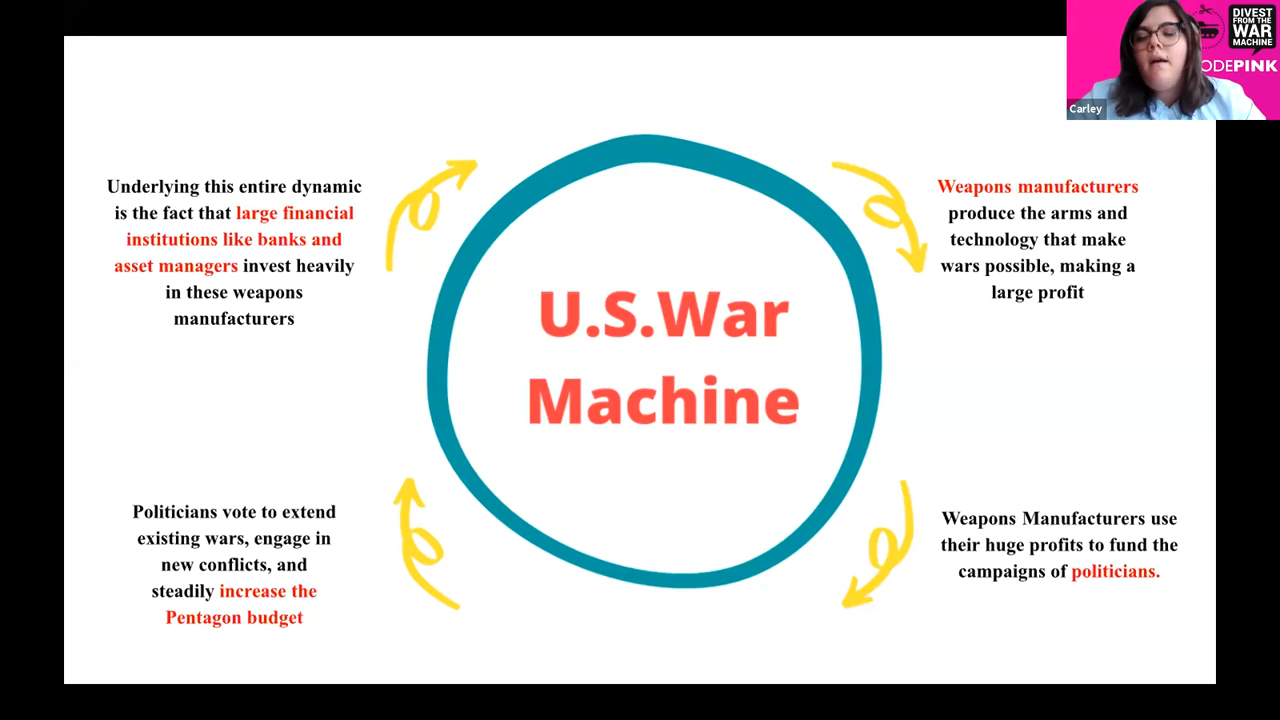 DIVEST
FROM THE
WAR
MACHINE
ODEPINK
Carley
Underlying this entire dynamic
is the fact that large financial
institutions like banks and
asset managers invest heavily
in these weapons
manufacturers
Weapons manufacturers
produce the arms and
technology that make
wars possible, making a
large profit
U.S.War
Machine
Politicians vote to extend
existing wars, engage in
new conflicts, and
steadily increase the
Pentagon budget
Weapons Manufacturers use
their huge profits to fund the
campaigns of politicians.